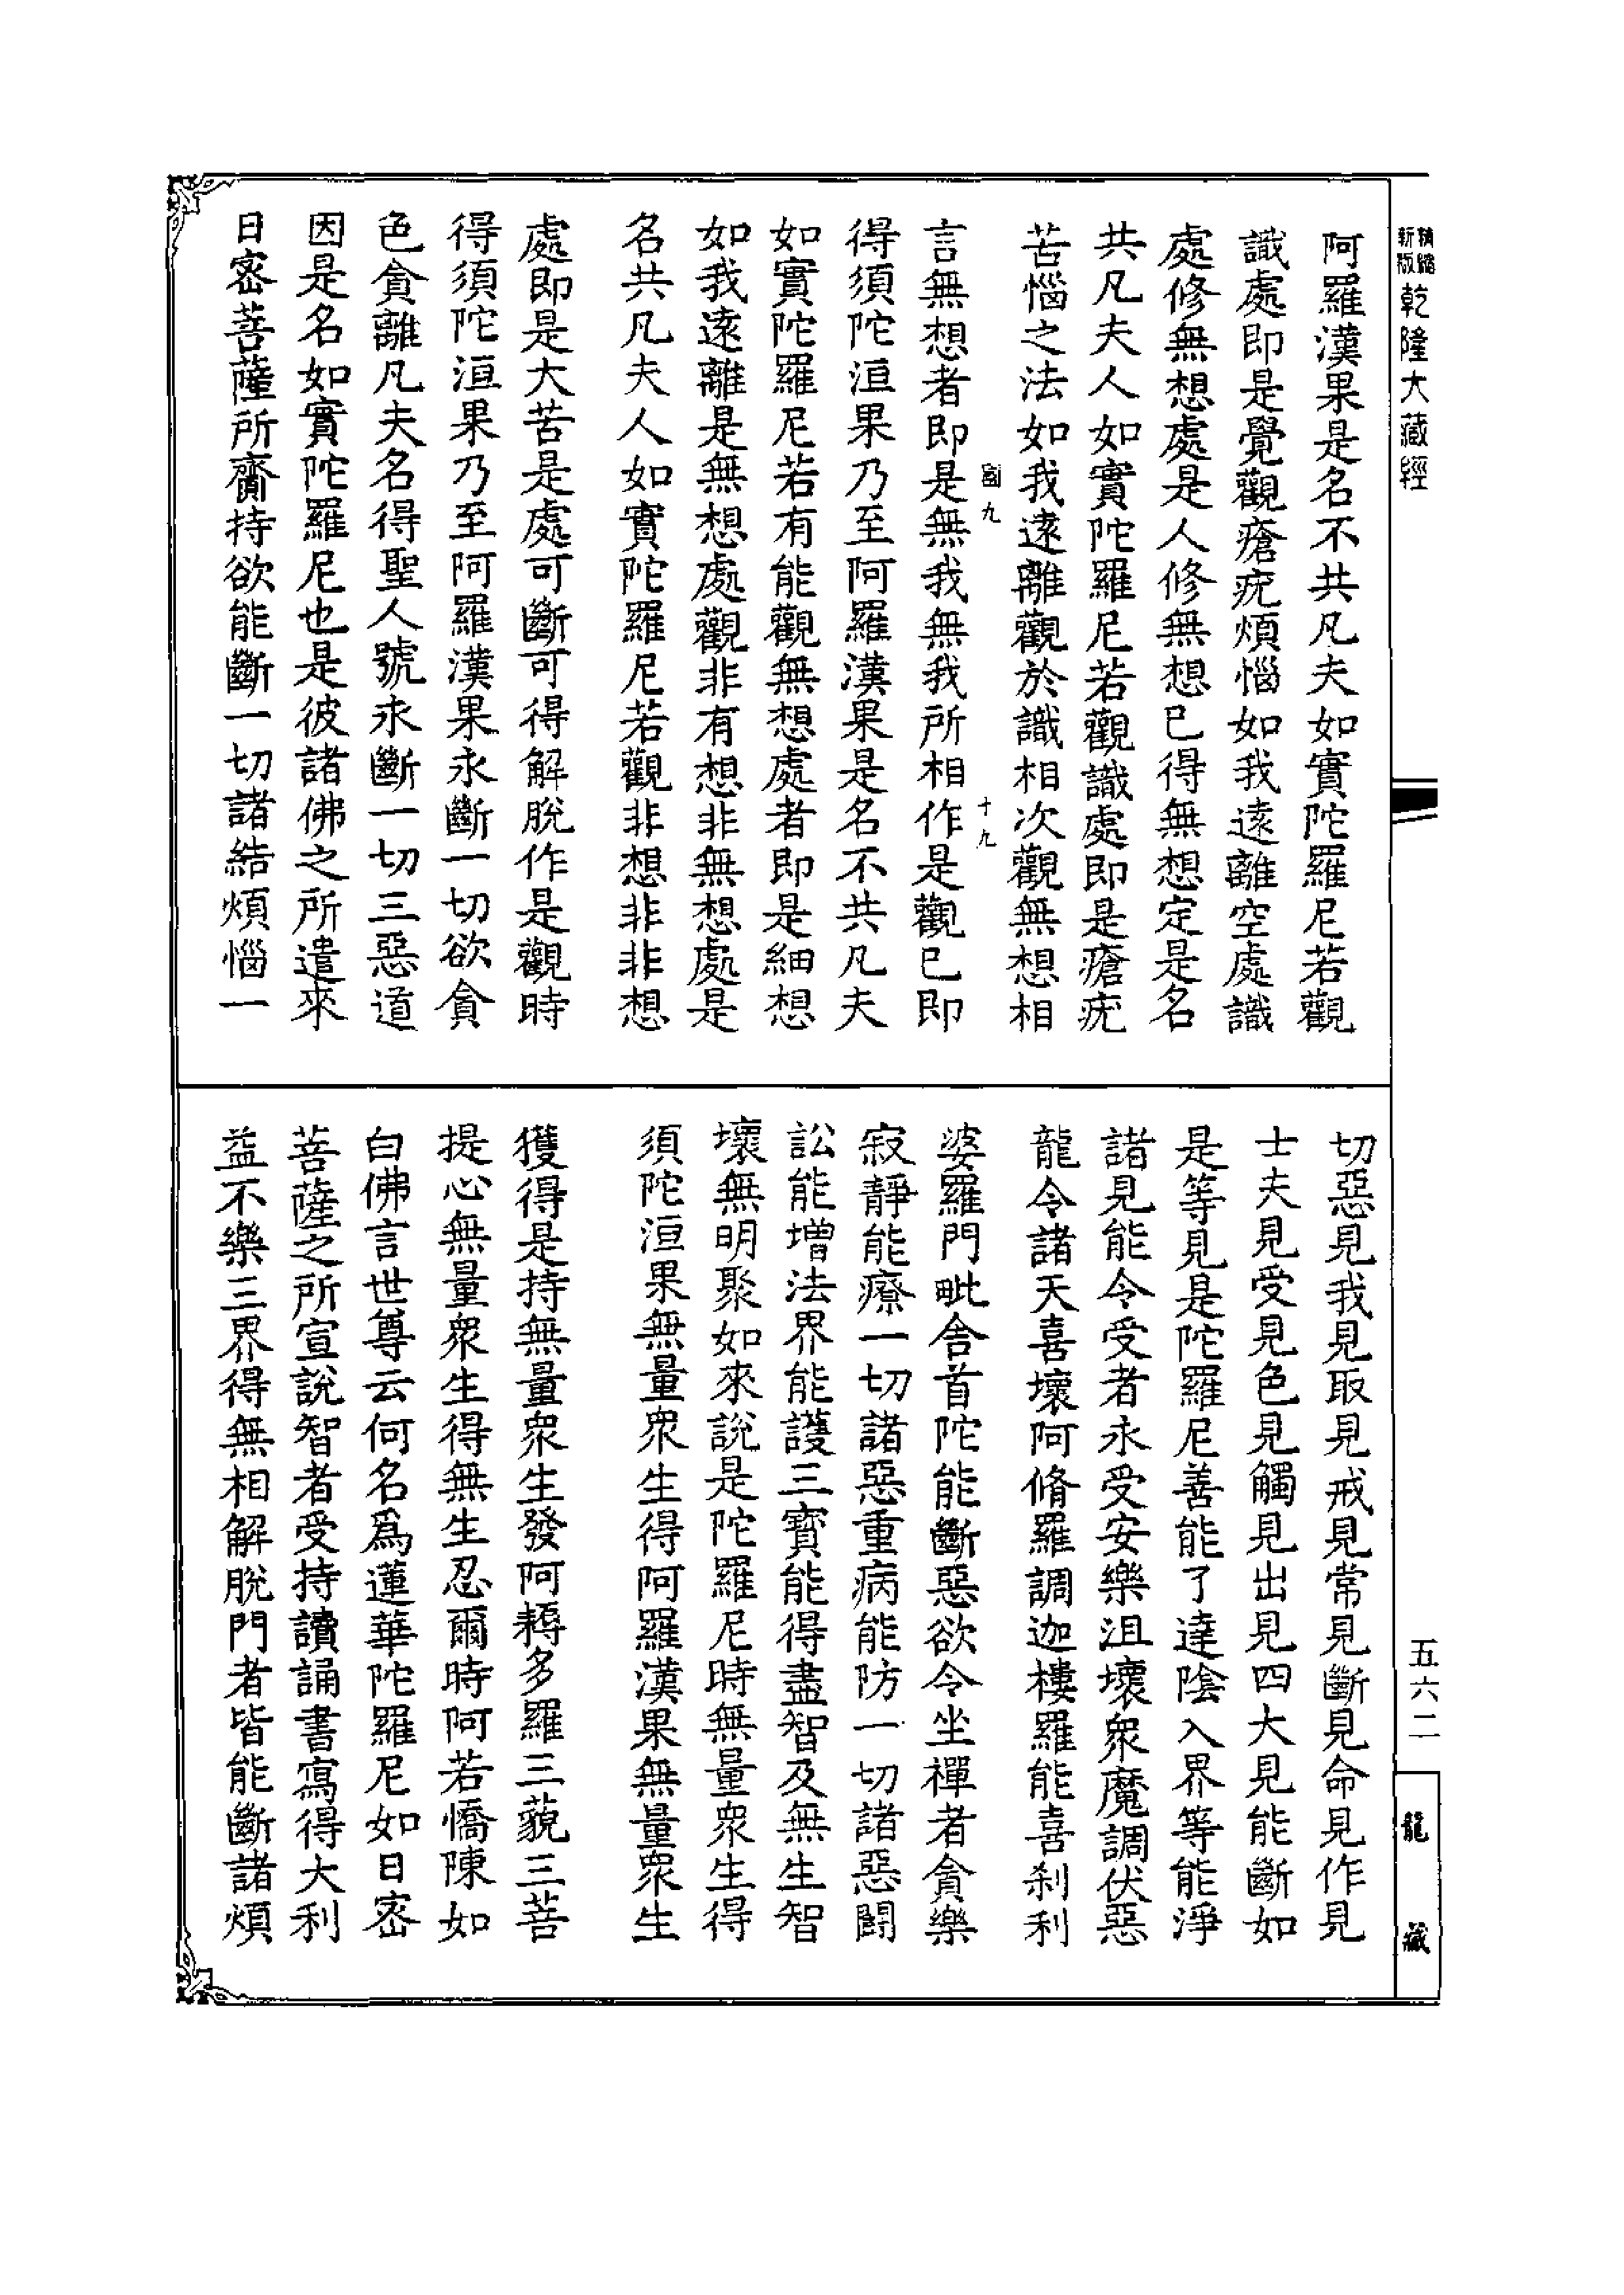 精縮
新版
乾隆大藏經
阿羅漢果是名不共凡夫如實陀羅尼若觀
識處即是覺觀瘡疣煩惱如我遠離空處識
處修無想處是人修無想已得無想定是名
共凡夫人如實陀羅尼若觀識處即是瘡疣
苦惱之法如我遠離觀於識相次觀無想相
九
十九
言無想者即是無我無我所相作是觀已即
得須陀洹果乃至阿羅漢果是名不共凡夫
如實陀羅尼若有能觀無想處者即是細想
如我遠離是無想處觀非有想非無想處是
名共凡夫人如實陀羅尼若觀非想非非想
處即是大苦是處可斷可得解脫作是觀時
得須陀洹果乃至阿羅漢果永斷一切欲貪
色貪離凡夫名得聖人號永斷一切三惡道
因是名如實陀羅尼也是彼諸佛之所遣來
日密菩薩所齎持欲能斷一切諸結煩惱一
切惡見我見取見戒見常見斷見命見作見
士夫見受見色見觸見出見四大見能斷如
是等見是陀羅尼善能了達陰入界等能淨
諸見能令受者永受安樂沮壞眾魔調伏惡
龍令諸天喜壞阿脩羅調迦樓羅能喜剎利
婆羅門毗舍首陀能斷惡欲令坐禪者貪樂
寂靜能療一切諸惡重病能防一切諸惡鬪
訟能增法界能護三寶能得盡智及無生智
壞無明聚如來說是陀羅尼時無量眾生得
須陀洹果無量眾生得阿羅漢果無量眾生
獲得是持無量眾生發阿耨多羅三藐三菩
提心無量眾生得無生忍爾時阿若憍陳如
白佛言世尊云何名爲蓮華陀羅尼如日密
菩薩之所宣說智者受持讀誦書寫得大利
益不樂三界得無相解脫門者皆能斷諸煩
五六二
龍藏